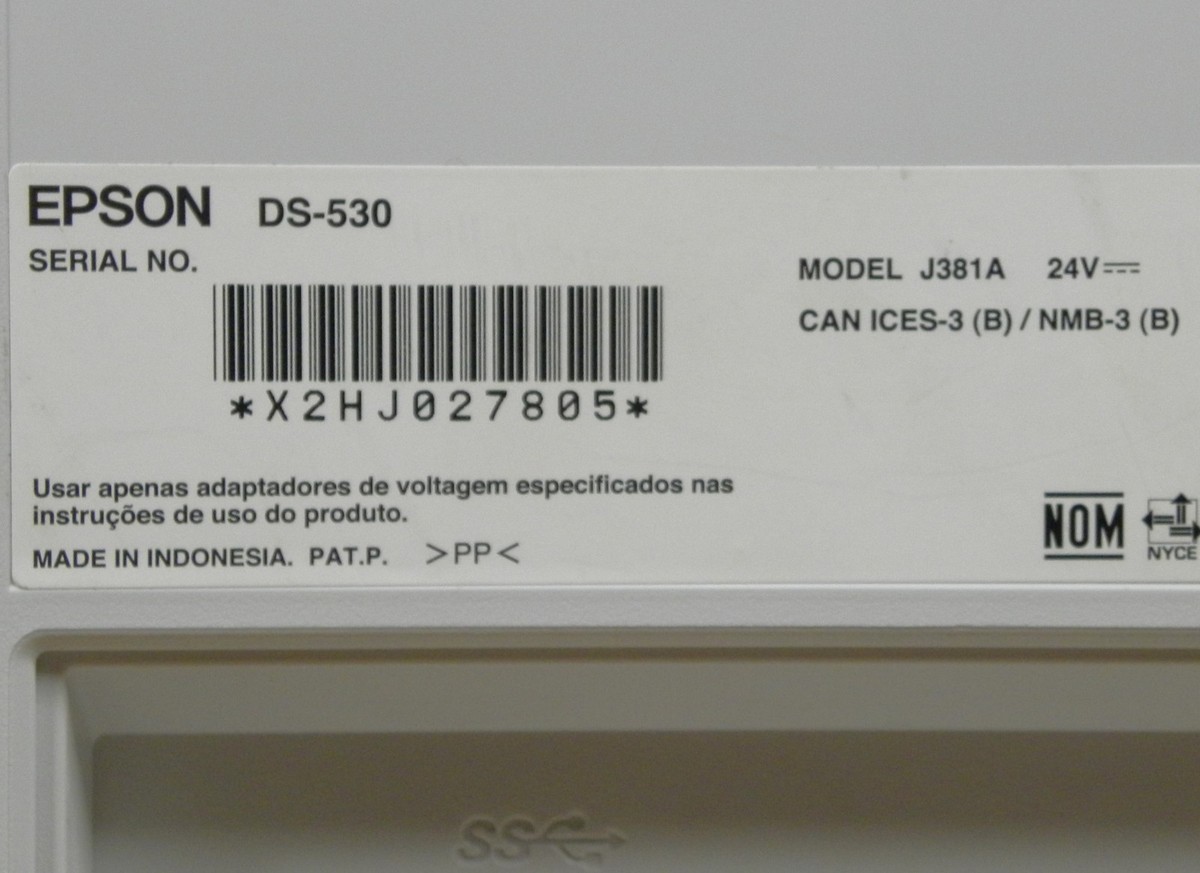 EPSON DS-530
SERIAL NO.
MODEL J381A 24V
CAN ICES-3 (B) / NMB-3 (B)
*X2HJ027805*
Usar apenas adaptadores de voltagem especificados nas
instruções de uso do produto.
MADE IN INDONESIA. PAT.P. >PP<
NOM
NYCE
SS